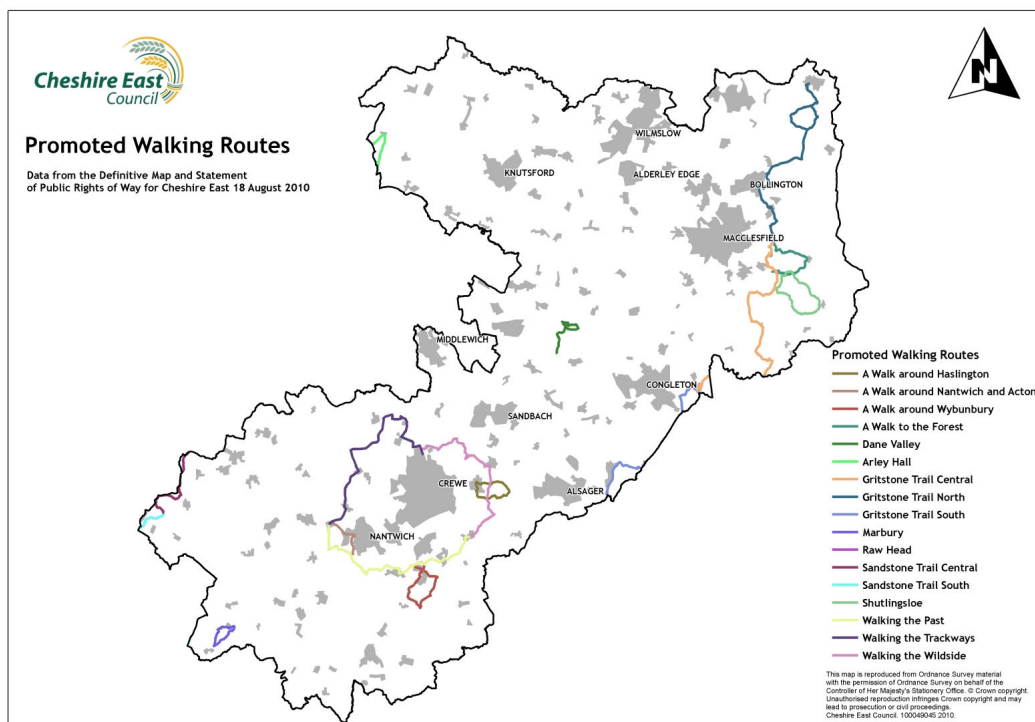 Cheshire East
Council
N
Promoted Walking Routes
Data from the Definitive Map and Statement
of Public Rights of Way for Cheshire East 18 August 2010
WILMSLOW
KNUTSFORD
ALDERLEY EDGE
BOLLINGTON
MACCLESFIELD
MIDDLEWICH
CONGLETON
SANDBACH
CREWE
ALSAGER
NANTWICH
Promoted Walking Routes
A Walk around Haslington
A Walk around Nantwich and Acton
A Walk around Wybunbury
A Walk to the Forest
Dane Valley
Arley Hall
Gritstone Trail Central
Gritstone Trail North
Gritstone Trail South
Marbury
Raw Head
Sandstone Trail Central
Sandstone Trail South
Shutlingsloe
Walking the Past
Walking the Trackways
Walking the Wildside
This map is reproduced from Ordnance Survey material
with the permission of Ordnance Survey on behalf of the
Controller of Her Majesty's Stationery Office. © Crown copyright.
Unauthorised reproduction infringes Crown copyright and may
lead to prosecution or civil proceedings.
Cheshire East Council. 100049045 2010.